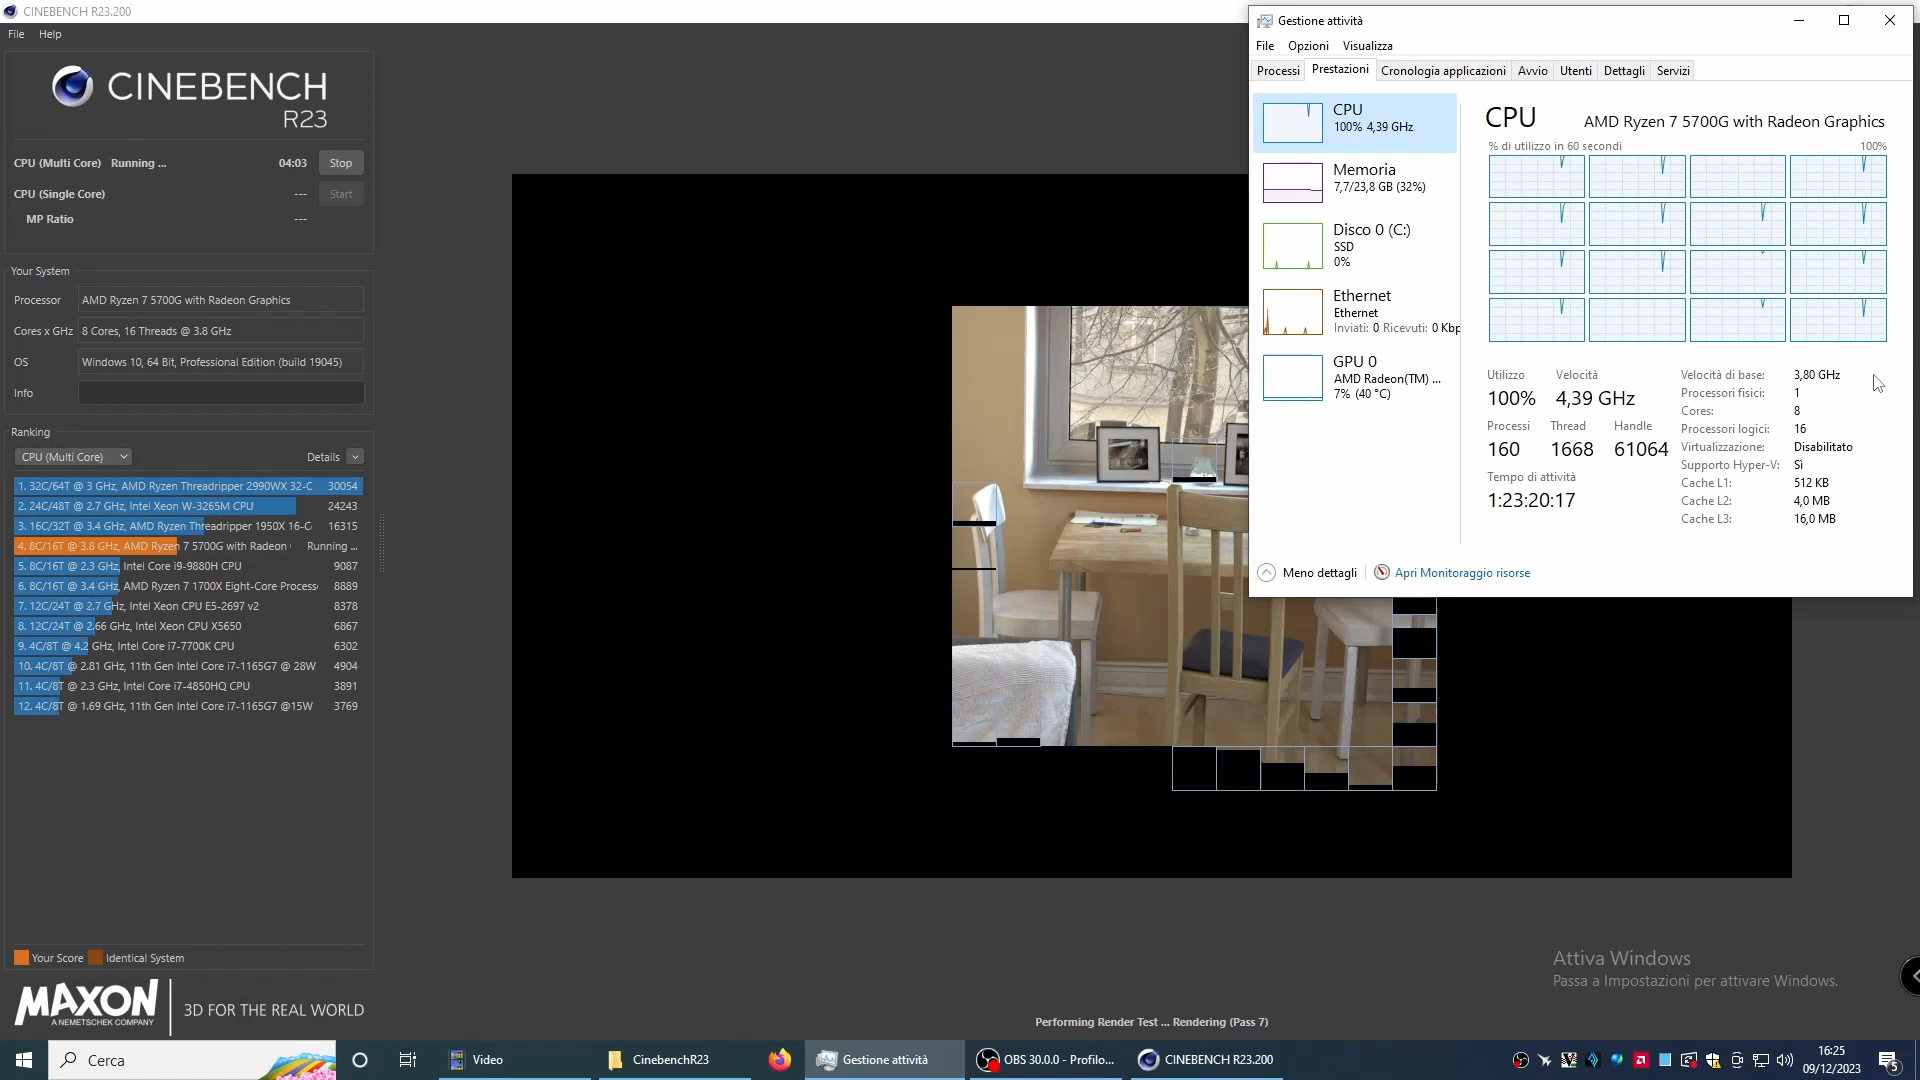 CINEBENCH R23.200
File Help
CINEBENCH
R23
CPU (Multi Core) Running ... 04:03 Stop
CPU (Single Core) --- Start
MP Ratio ---
Your System
Processor AMD Ryzen 7 5700G with Radeon Graphics
Cores x GHz 8 Cores, 16 Threads @ 3.8 GHz
OS Windows 10, 64 Bit, Professional Edition (build 19045)
Info
Ranking
CPU (Multi Core) Details
1. 32C/64T @ 3 GHz, AMD Ryzen Threadripper 2990WX 32-C 30054
2. 24C/48T @ 2.7 GHz, Intel Xeon W-3265M CPU 24243
3. 16C/32T @ 3.4 GHz, AMD Ryzen Threadripper 1950X 16-C 16315
4. 8C/16T @ 3.8 GHz, AMD Ryzen 7 5700G with Radeon Running ...
5. 8C/16T @ 2.3 GHz, Intel Core i9-9880H CPU 9087
6. 8C/16T @ 3.4 GHz, AMD Ryzen 7 1700X Eight-Core Process 8889
7. 12C/24T @ 2.7 GHz, Intel Xeon CPU E5-2697 v2 8378
8. 12C/24T @ 2.66 GHz, Intel Xeon CPU X5650 6867
9. 4C/8T @ 4.2 GHz, Intel Core i7-7700K CPU 6302
10. 4C/8T @ 2.81 GHz, 11th Gen Intel Core i7-1165G7 @ 28W 4904
11. 4C/8T @ 2.3 GHz, Intel Core i7-4850HQ CPU 3891
12. 4C/8T @ 1.69 GHz, 11th Gen Intel Core i7-1165G7 @15W 3769
Your Score Identical System
MAXON
A NEMETSCHEK COMPANY
3D FOR THE REAL WORLD
Performing Render Test ... Rendering (Pass 7)
Gestione attività
File Opzioni Visualizza
Processi Prestazioni Cronologia applicazioni Avvio Utenti Dettagli Servizi
CPU
100% 4,39 GHz
Memoria
7,7/23,8 GB (32%)
Disco 0 (C:)
SSD
0%
Ethernet
Ethernet
Inviati: 0 Ricevuti: 0 Kbp
GPU 0
AMD Radeon(TM) ...
7% (40 °C)
CPU AMD Ryzen 7 5700G with Radeon Graphics
% di utilizzo in 60 secondi 100%
Utilizzo Velocità
100% 4,39 GHz
Processi Thread Handle
160 1668 61064
Tempo di attività
1:23:20:17
Velocità di base: 3,80 GHz
Processori fisici: 1
Cores: 8
Processori logici: 16
Virtualizzazione: Disabilitato
Supporto Hyper-V: Sì
Cache L1: 512 KB
Cache L2: 4,0 MB
Cache L3: 16,0 MB
Meno dettagli Apri Monitoraggio risorse
Attiva Windows
Passa a Impostazioni per attivare Windows.
Cerca Video CinebenchR23 Gestione attività OBS 30.0.0 - Profilo... CINEBENCH R23.200
16:25
09/12/2023
5